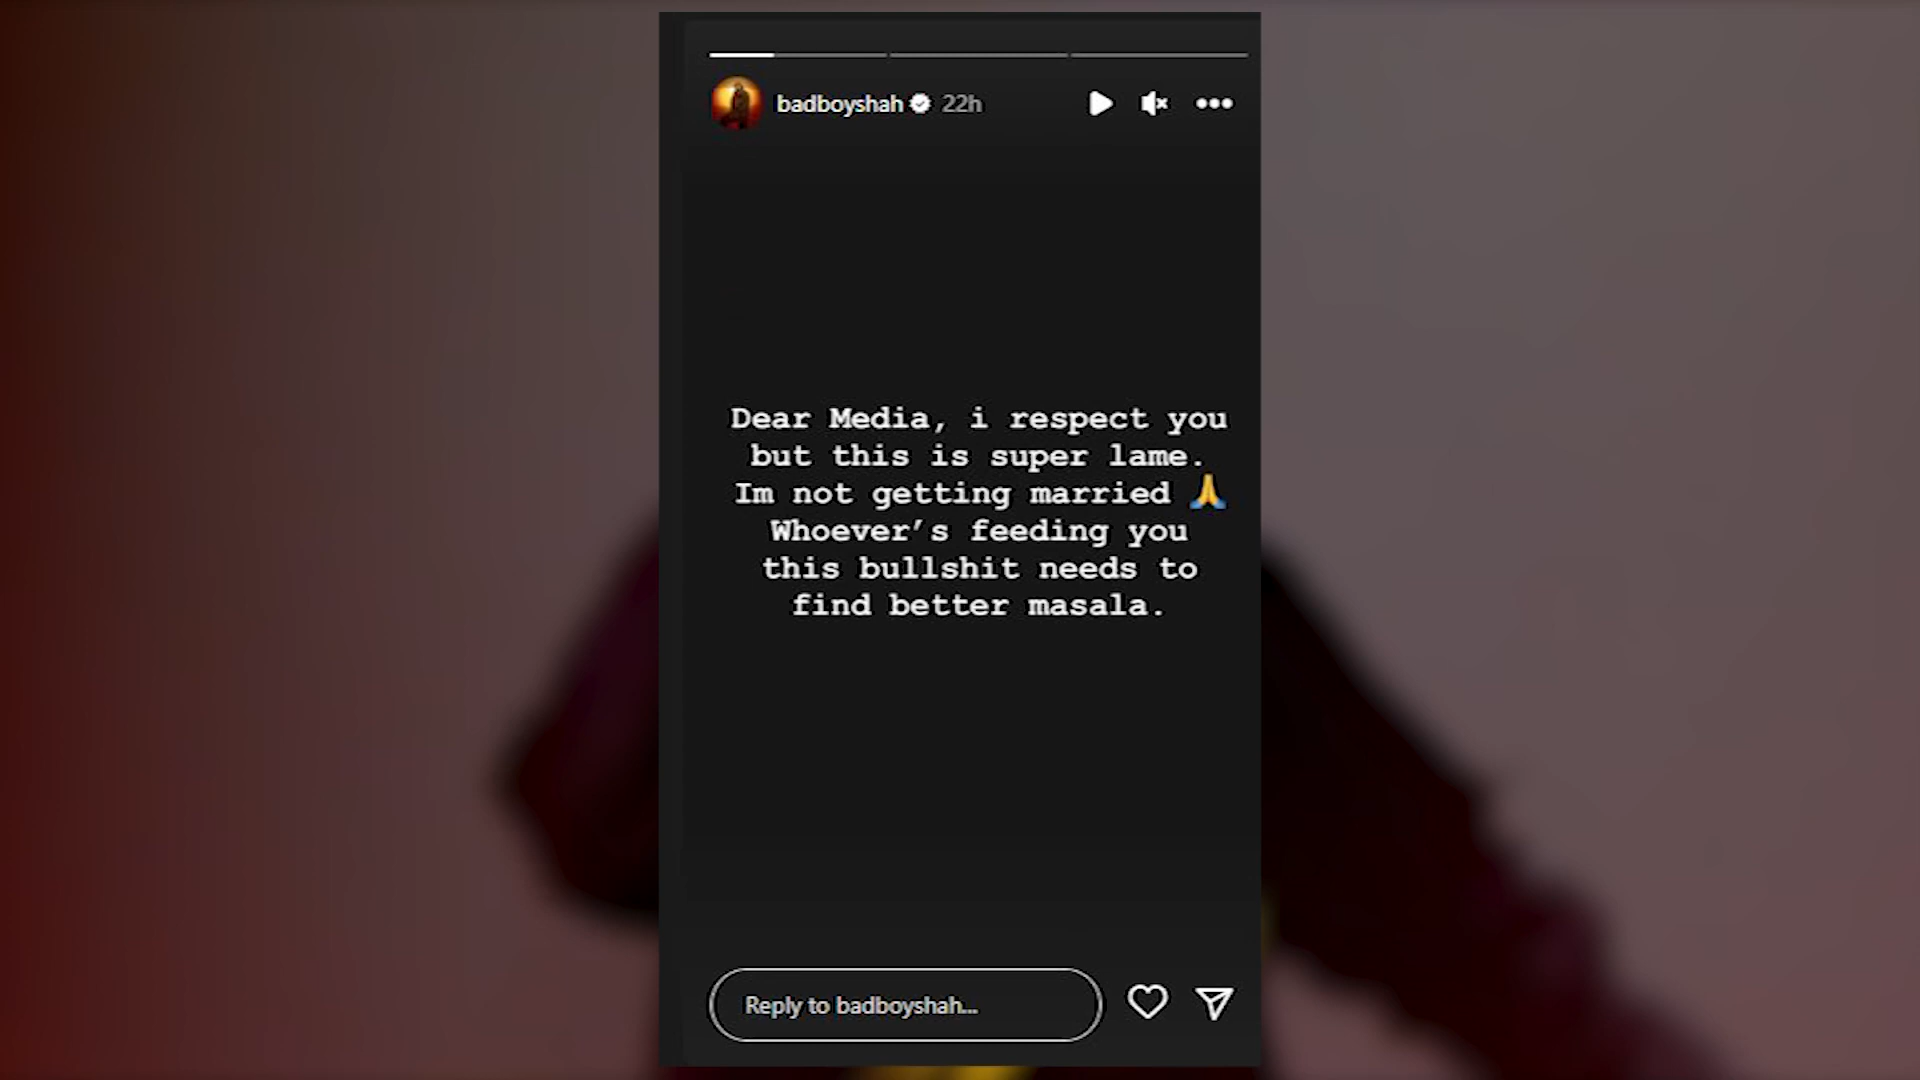 badboyshah 22h
Dear Media, i respect you
but this is super lame.
Im not getting married 🙏
Whoever’s feeding you
this bullshit needs to
find better masala.
Reply to badboyshah...